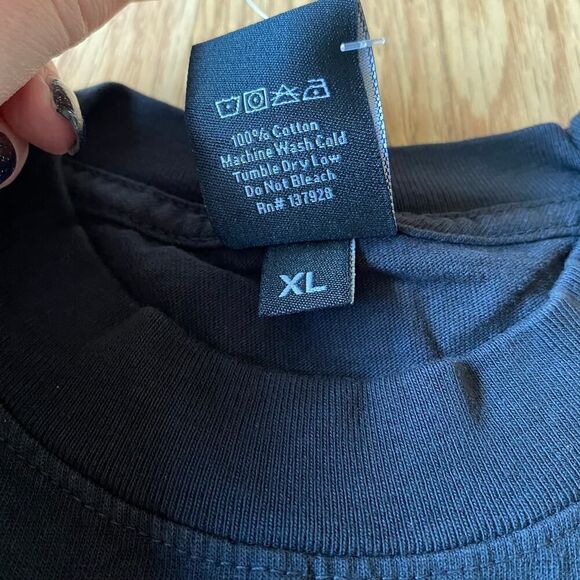 100% Cotton
Machine Wash Cold
Tumble Dry Low
Do Not Bleach
Rn# 137928
XL